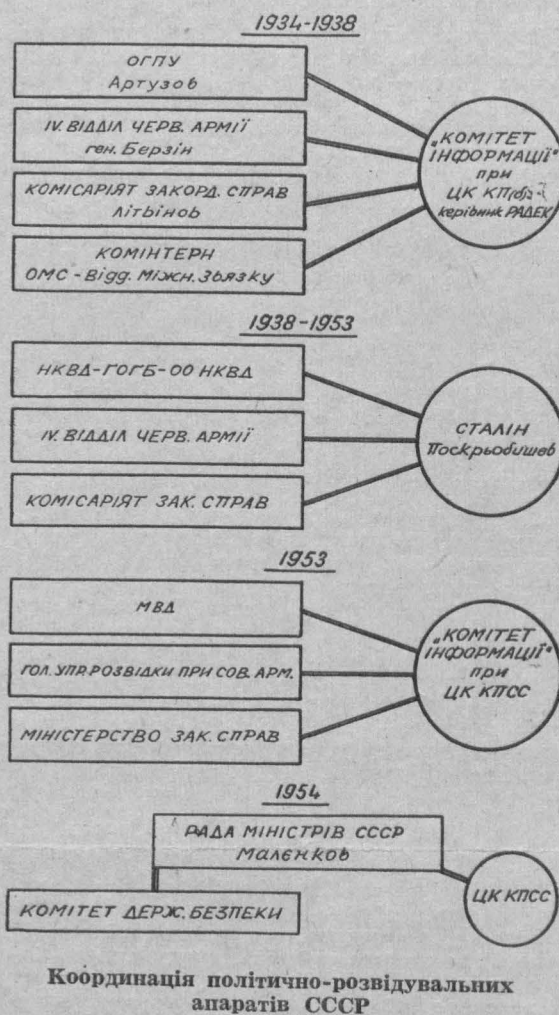 1934-1938
ОГПУ
Артузов
IV. ВІДДІЛ ЧЕРВ. АРМІЇ
ген. Берзін
КОМІСАРІЯТ ЗАКОРД. СПРАВ
Літвінов
КОМІНТЕРН
ОМС - Відд. Міжн. Звязку
„КОМІТЕТ
ІНФОРМАЦІЇ"
при
ЦК КП(б)
керівник РАДЕК
1938-1953
НКВД-ГОГБ-ОО НКВД
IV. ВІДДІЛ ЧЕРВ. АРМІЇ
КОМІСАРІЯТ ЗАК. СПРАВ
СТАЛІН
Поскрьобишев
1953
МВД
ГОЛ. УПР. РОЗВІДКИ ПРИ СОВ. АРМ.
МІНІСТЕРСТВО ЗАК. СПРАВ
„КОМІТЕТ
ІНФОРМАЦІЇ"
при
ЦК КПСС
1954
РАДА МІНІСТРІВ СССР
Малєнков
КОМІТЕТ ДЕРЖ. БЕЗПЕКИ
ЦК КПСС
Координація політично-розвідувальних
апаратів СССР